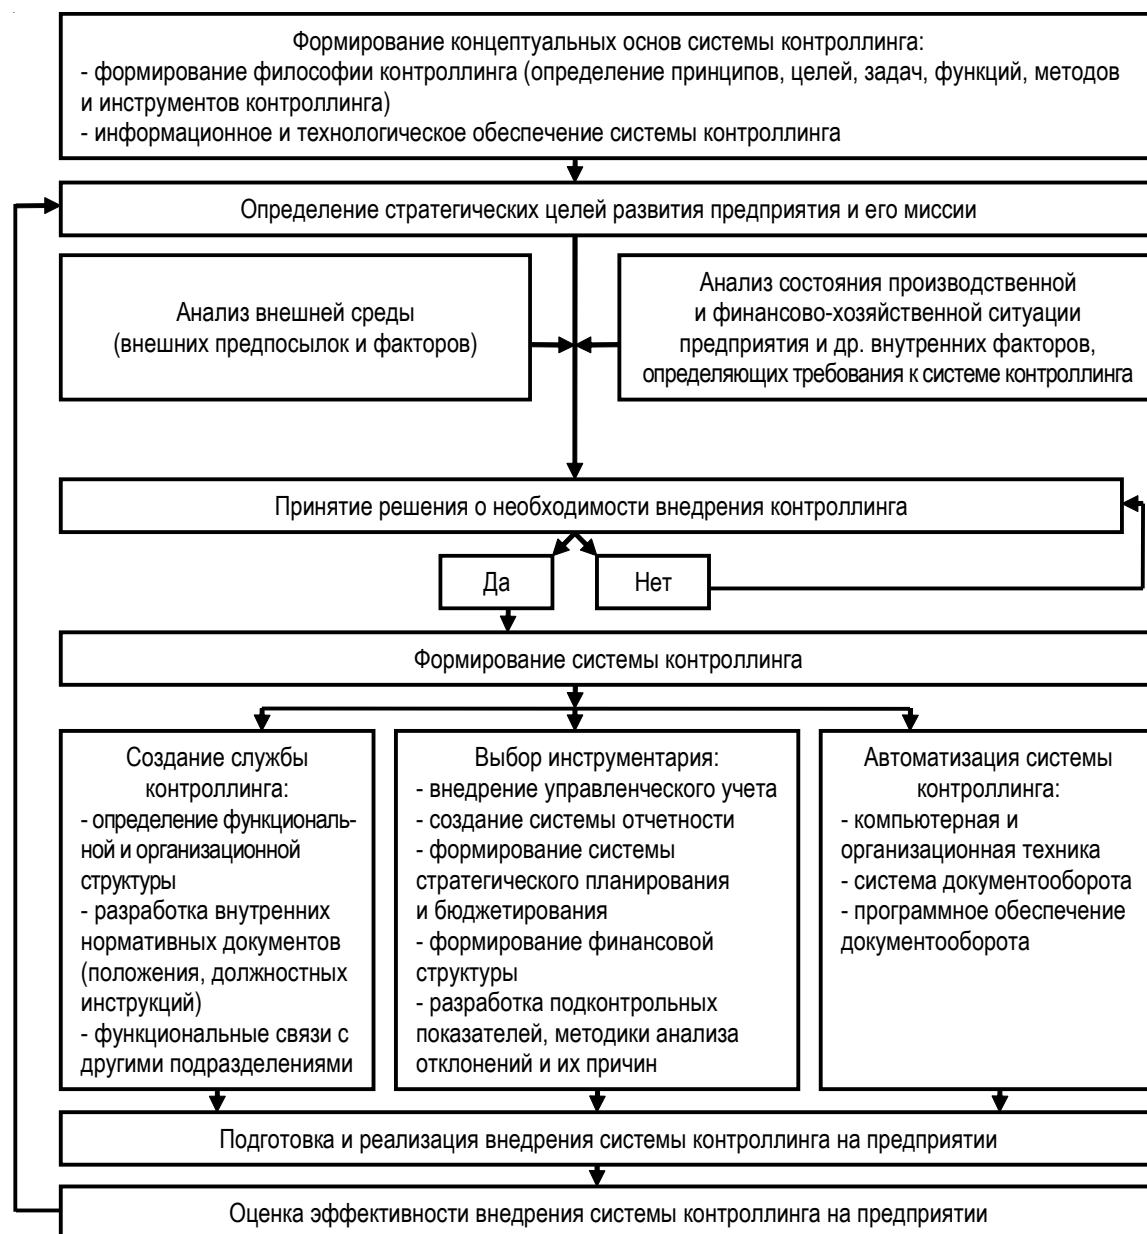 Формирование концептуальных основ системы контроллинга:
- формирование философии контроллинга (определение принципов, целей, задач, функций, методов
и инструментов контроллинга)
- информационное и технологическое обеспечение системы контроллинга
Определение стратегических целей развития предприятия и его миссии
Анализ внешней среды
(внешних предпосылок и факторов)
Анализ состояния производственной
и финансово-хозяйственной ситуации
предприятия и др. внутренних факторов,
определяющих требования к системе контроллинга
Принятие решения о необходимости внедрения контроллинга
Да
Нет
Формирование системы контроллинга
Создание службы
контроллинга:
- определение функциональ-
ной и организационной
структуры
- разработка внутренних
нормативных документов
(положения, должностных
инструкций)
- функциональные связи с
другими подразделениями
Выбор инструментария:
- внедрение управленческого учета
- создание системы отчетности
- формирование системы
стратегического планирования
и бюджетирования
- формирование финансовой
структуры
- разработка подконтрольных
показателей, методики анализа
отклонений и их причин
Автоматизация системы
контроллинга:
- компьютерная и
организационная техника
- система документооборота
- программное обеспечение
документооборота
Подготовка и реализация внедрения системы контроллинга на предприятии
Оценка эффективности внедрения системы контроллинга на предприятии